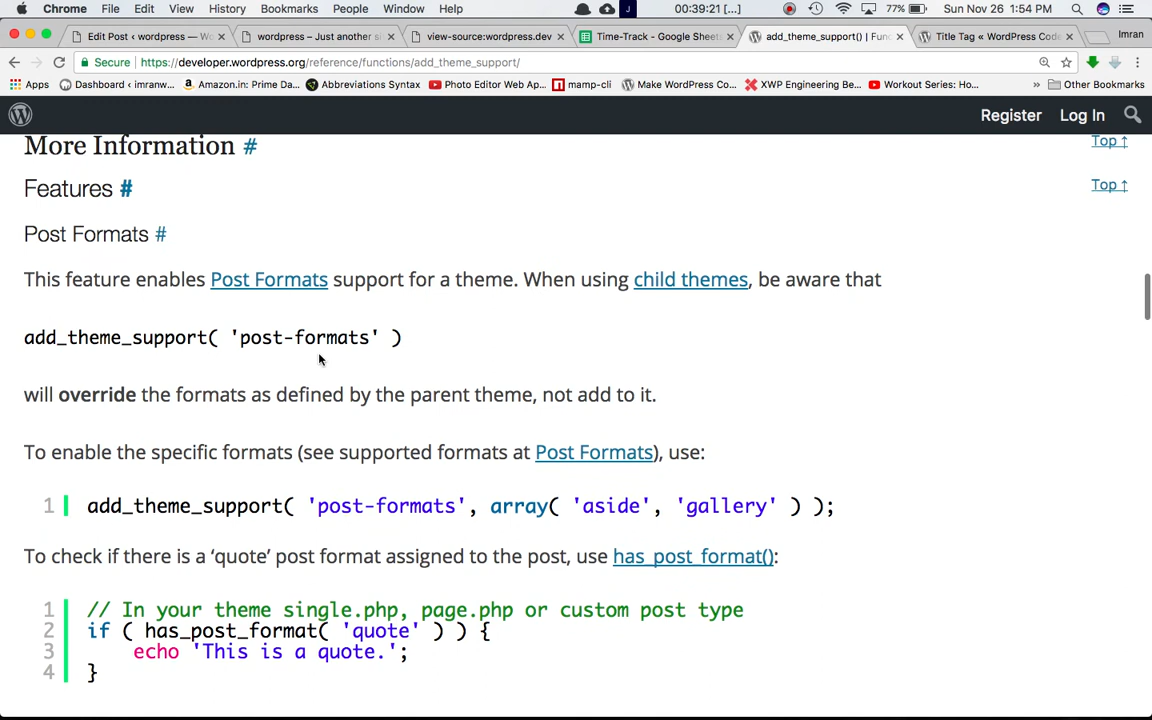 Chrome File Edit View History Bookmarks People Window Help J 00:39:21 [...] 77% Sun Nov 26 1:54 PM
Edit Post ‹ wordpress — Wo × wordpress – Just another si × view-source:wordpress.dev × Time-Track - Google Sheets × add_theme_support() | Func × Title Tag « WordPress Code × Imran
Secure https://developer.wordpress.org/reference/functions/add_theme_support/
Apps Dashboard ‹ imranw... Amazon.in: Prime Da... Abbreviations Syntax Photo Editor Web Ap... mamp-cli Make WordPress Co... XWP Engineering Be... Workout Series: Ho... » Other Bookmarks
Register Log In
More Information # Top ↑
Features # Top ↑
Post Formats #
This feature enables Post Formats support for a theme. When using child themes, be aware that
add_theme_support( 'post-formats' )
will override the formats as defined by the parent theme, not add to it.
To enable the specific formats (see supported formats at Post Formats), use:
1 add_theme_support( 'post-formats', array( 'aside', 'gallery' ) );
To check if there is a ‘quote’ post format assigned to the post, use has_post_format():
1 // In your theme single.php, page.php or custom post type
2 if ( has_post_format( 'quote' ) ) {
3 echo 'This is a quote.';
4 }